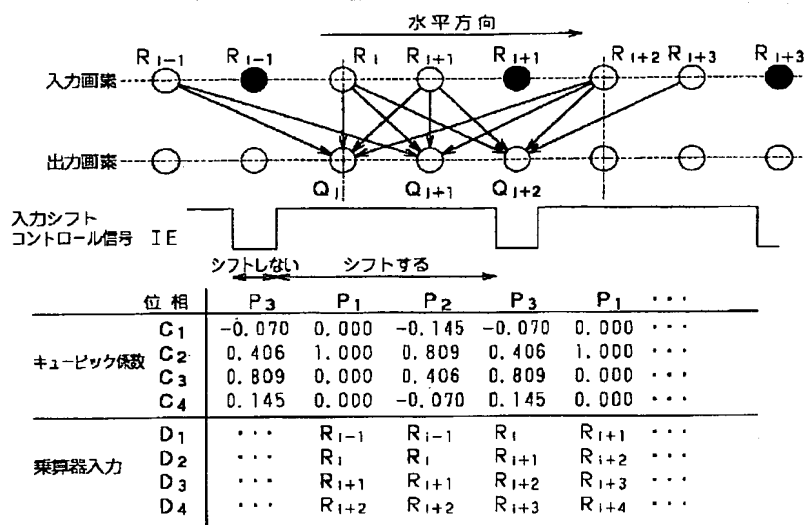 水平方向
R i-1 R i-1 R i R i+1 R i+1 R i+2 R i+3 R i+3
入力画素
出力画素
Q i Q i+1 Q i+2
入力シフト
コントロール信号 IE
シフトしない シフトする
位相 P3 P1 P2 P3 P1 ・・・
C1 -0.070 0.000 -0.145 -0.070 0.000 ・・・
キュービック係数 C2 0.406 1.000 0.809 0.406 1.000 ・・・
C3 0.809 0.000 0.406 0.809 0.000 ・・・
C4 0.145 0.000 -0.070 0.145 0.000 ・・・
D1 ・・・ R i-1 R i-1 R i R i+1 ・・・
乗算器入力 D2 ・・・ R i R i R i+1 R i+2 ・・・
D3 ・・・ R i+1 R i+1 R i+2 R i+3 ・・・
D4 ・・・ R i+2 R i+2 R i+3 R i+4 ・・・